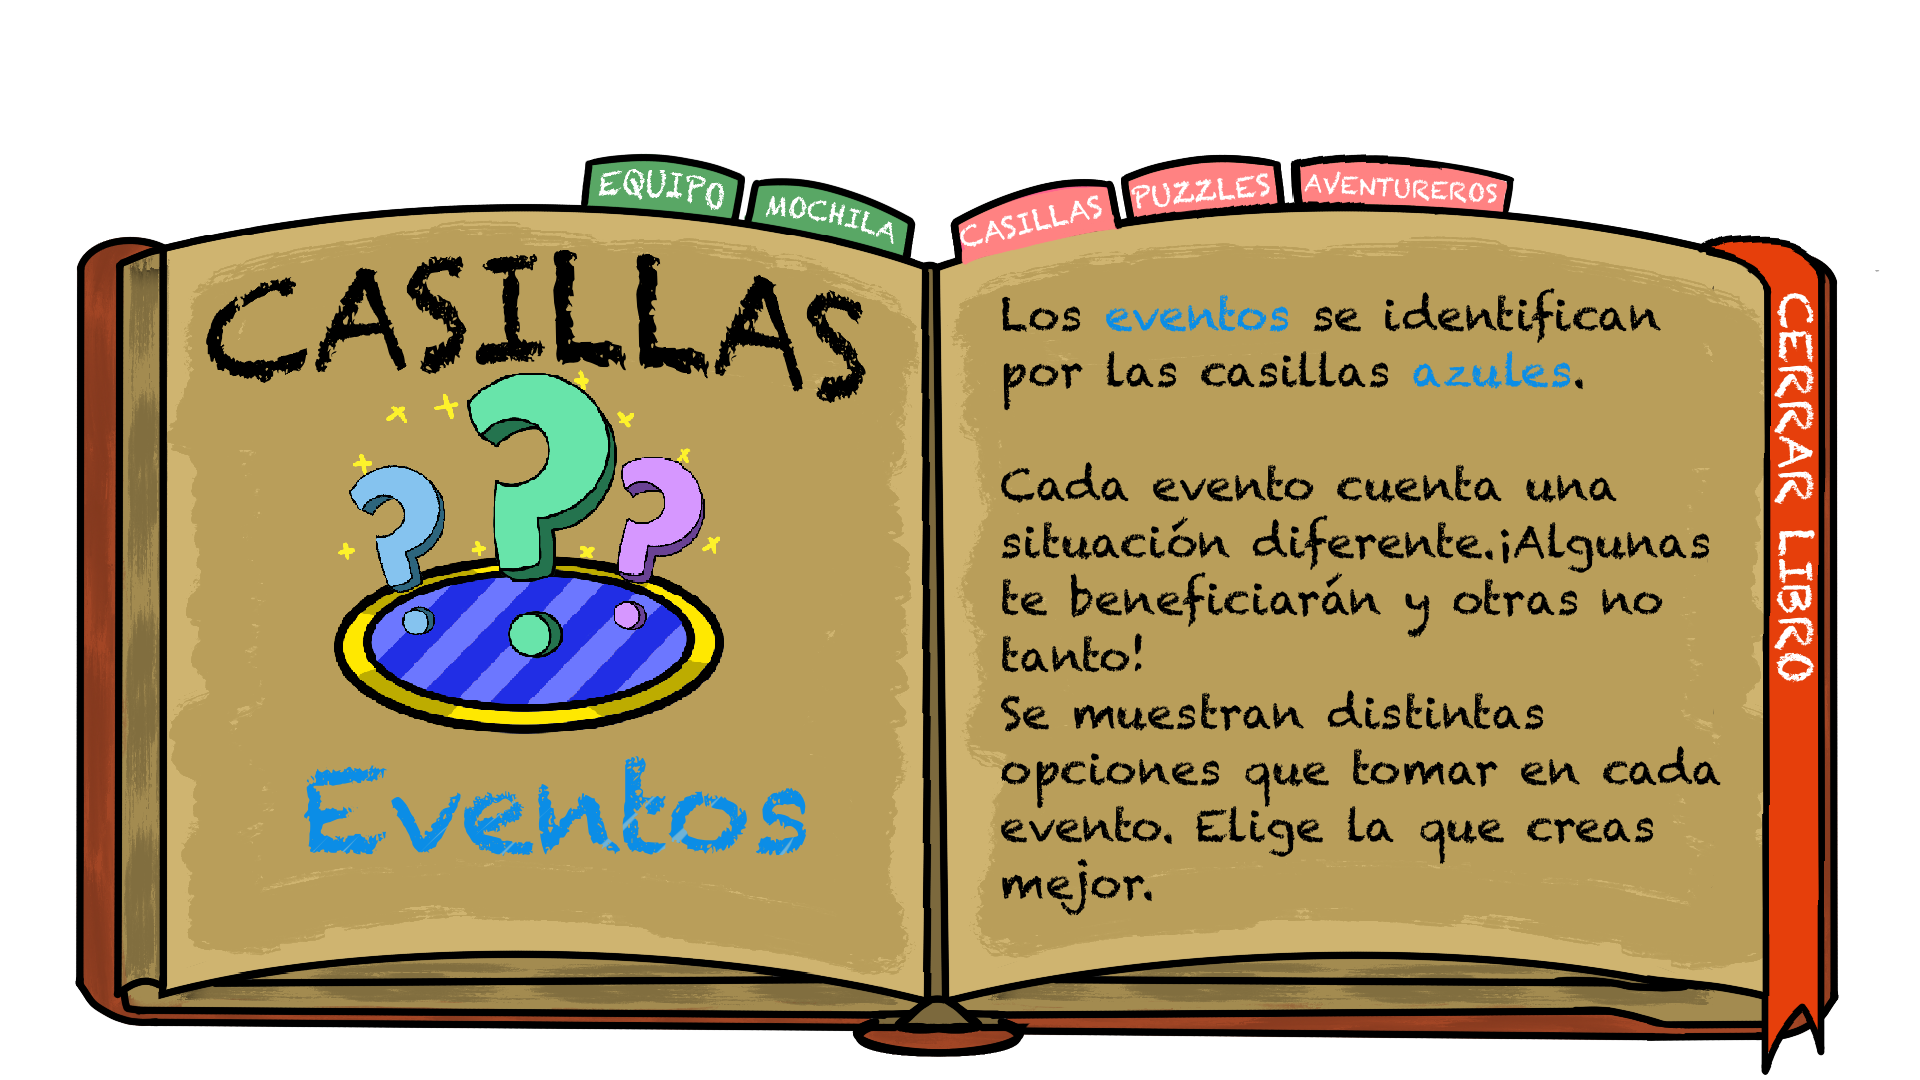 EQUIPO
MOCHILA
CASILLAS
PUZZLES
AVENTUREROS
CASILLAS
Eventos
Los eventos se identifican
por las casillas azules.
Cada evento cuenta una
situación diferente.¡Algunas
te beneficiarán y otras no
tanto!
Se muestran distintas
opciones que tomar en cada
evento. Elige la que creas
mejor.
CERRAR LIBRO